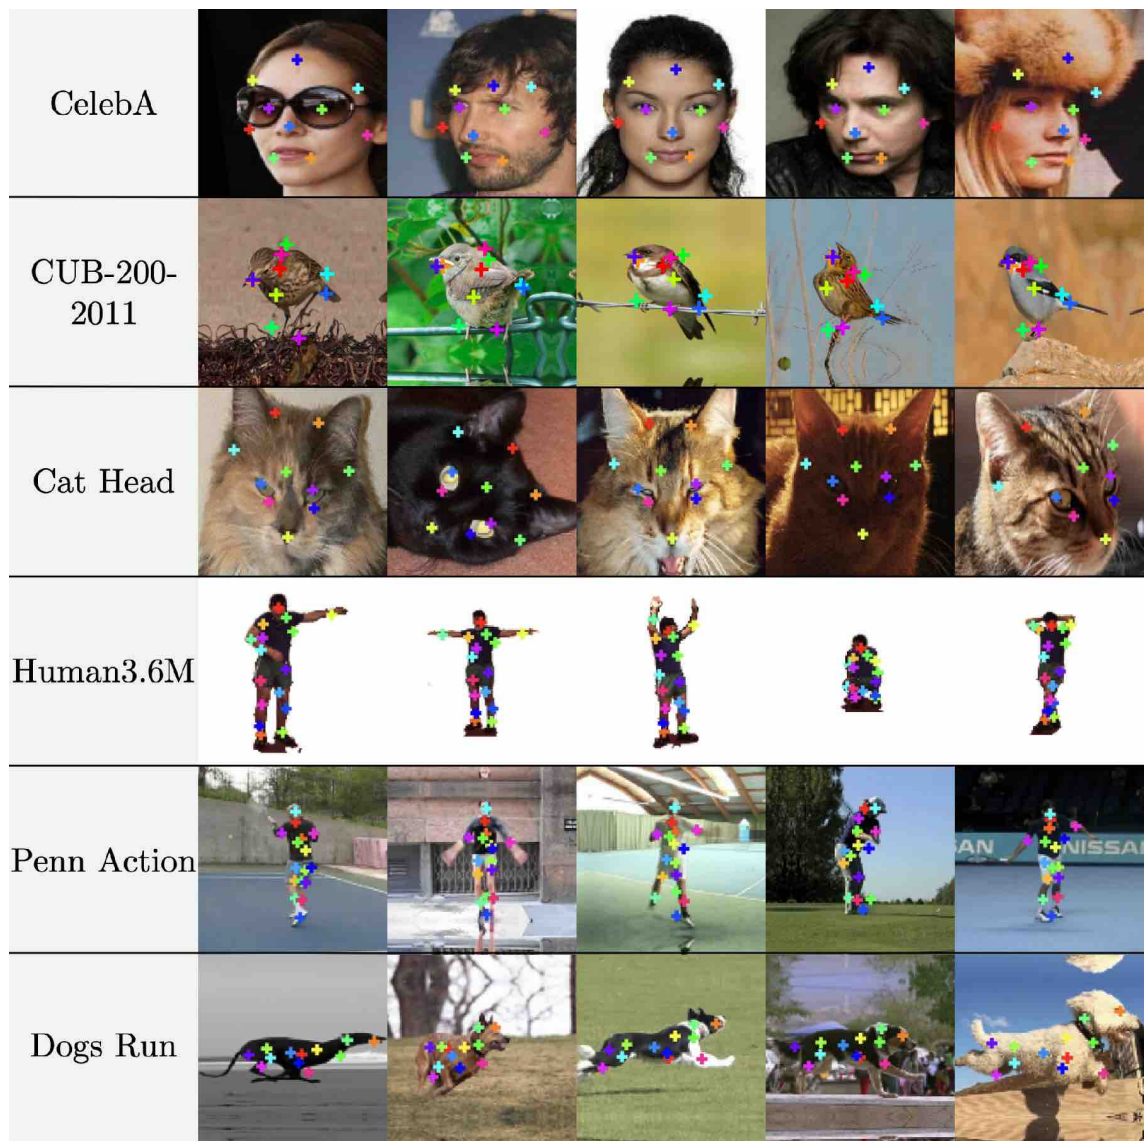 CelebA
CUB-200-
2011
Cat Head
Human3.6M
Penn Action
SAN
NISSAN
Dogs Run